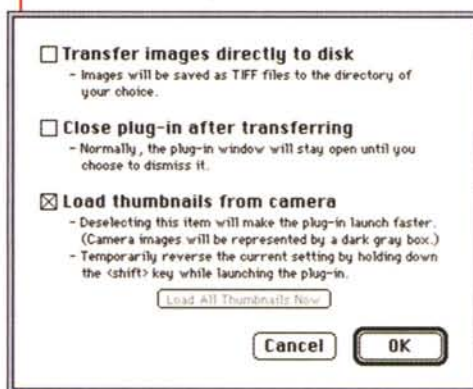 Transfer images directly to disk
- Images will be saved as TIFF files to the directory of
your choice.
Close plug-in after transferring
- Normally, the plug-in window will stay open until you
choose to dismiss it.
Load thumbnails from camera
- Deselecting this item will make the plug-in launch faster.
(Camera images will be represented by a dark gray box.)
- Temporarily reverse the current setting by holding down
the <shift> key while launching the plug-in.
Load All Thumbnails Now
Cancel
OK